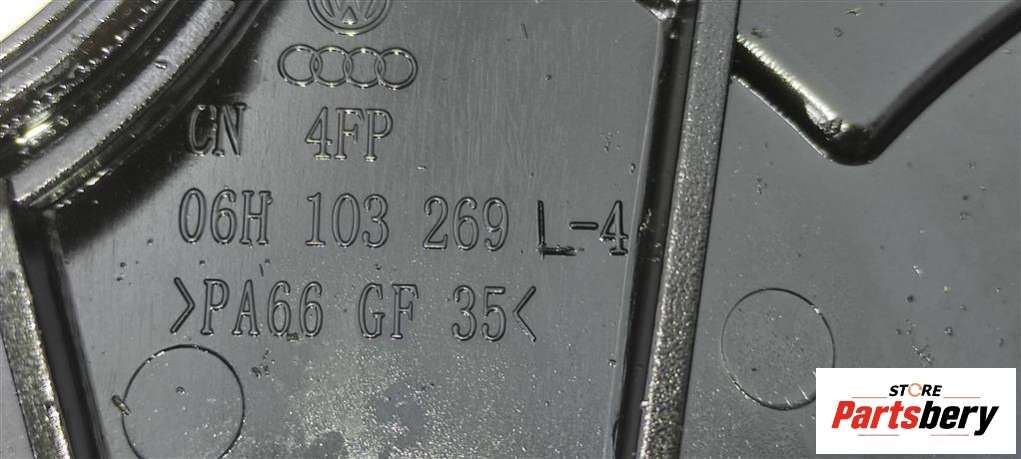 CN 4FP
06H 103 269 L-4
>PA66 GF 35<
STORE
Partsbery